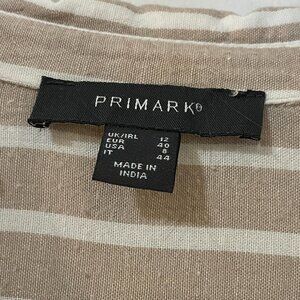 PRIMARK®
UK/IRL 12
EUR 40
USA 8
IT 44
MADE IN
INDIA